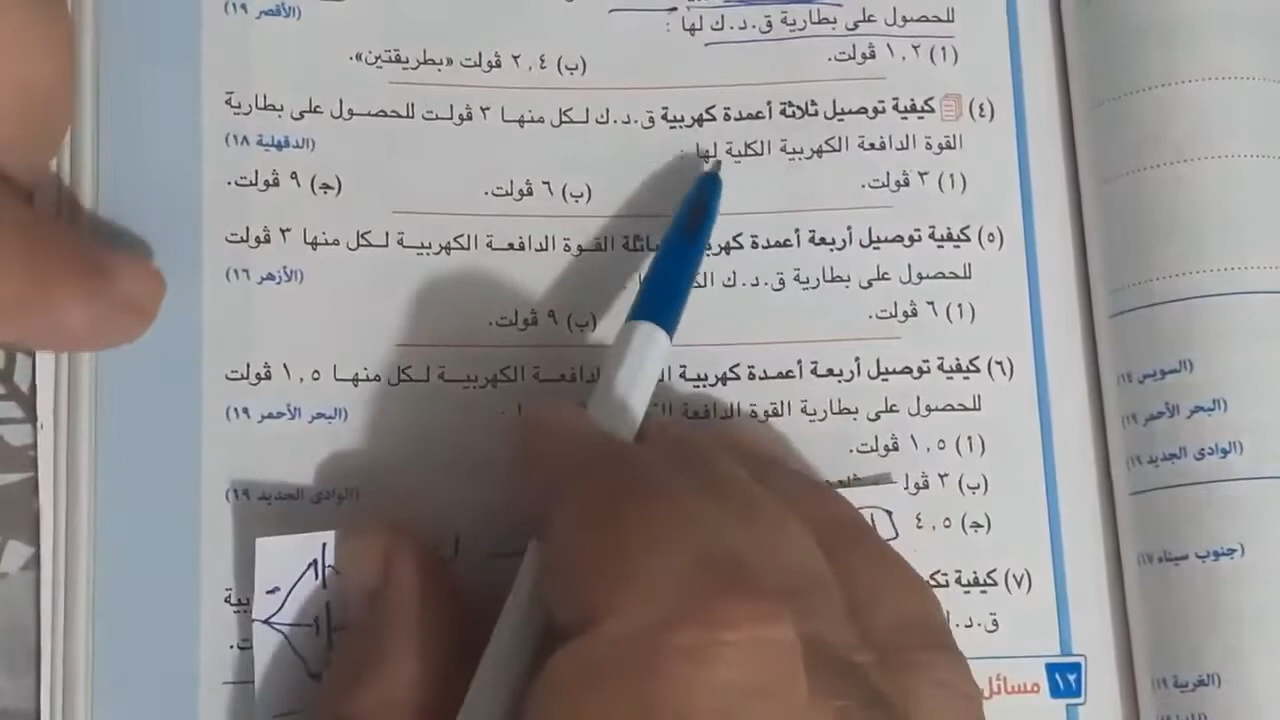 للحصول على بطارية ق.د.ك لها :
(الأقصر ١٩)
(أ) ١,٢ ڤولت.
(ب) ٢,٤ ڤولت «بطريقتين».
(٤) كيفية توصيل ثلاثة أعمدة كهربية ق.د.ك لكل منها ٣ ڤولت للحصول على بطارية
القوة الدافعة الكهربية الكلية لها :
(الدقهلية ١٨)
(أ) ٣ ڤولت.
(ب) ٦ ڤولت.
(ج) ٩ ڤولت.
(٥) كيفية توصيل أربعة أعمدة القوة الدافعة الكهربية لكل منها ٣ ڤولت
للحصول على بطارية ق.د.ك
(الأزهر ١٦)
(أ) ٦ ڤولت.
(ب) ٩ ڤولت.
(٦) كيفية توصيل أربعة أعمدة كهربية الكهربية لكل منها ١,٥ ڤولت
للحصول على بطارية القوة الدافعة
(البحر الأحمر ١٩)
(أ) ١,٥ ڤولت.
(ب) ٣
(الوادى الجديد ١٩)
(ج) ٤,٥
(٧) كيفية
١٢ مسائل
(السويس ١٤)
(البحر الأحمر ١٩)
(الوادى الجديد ١٩)
(جنوب سيناء ١٧)
(الغربية ١٩)